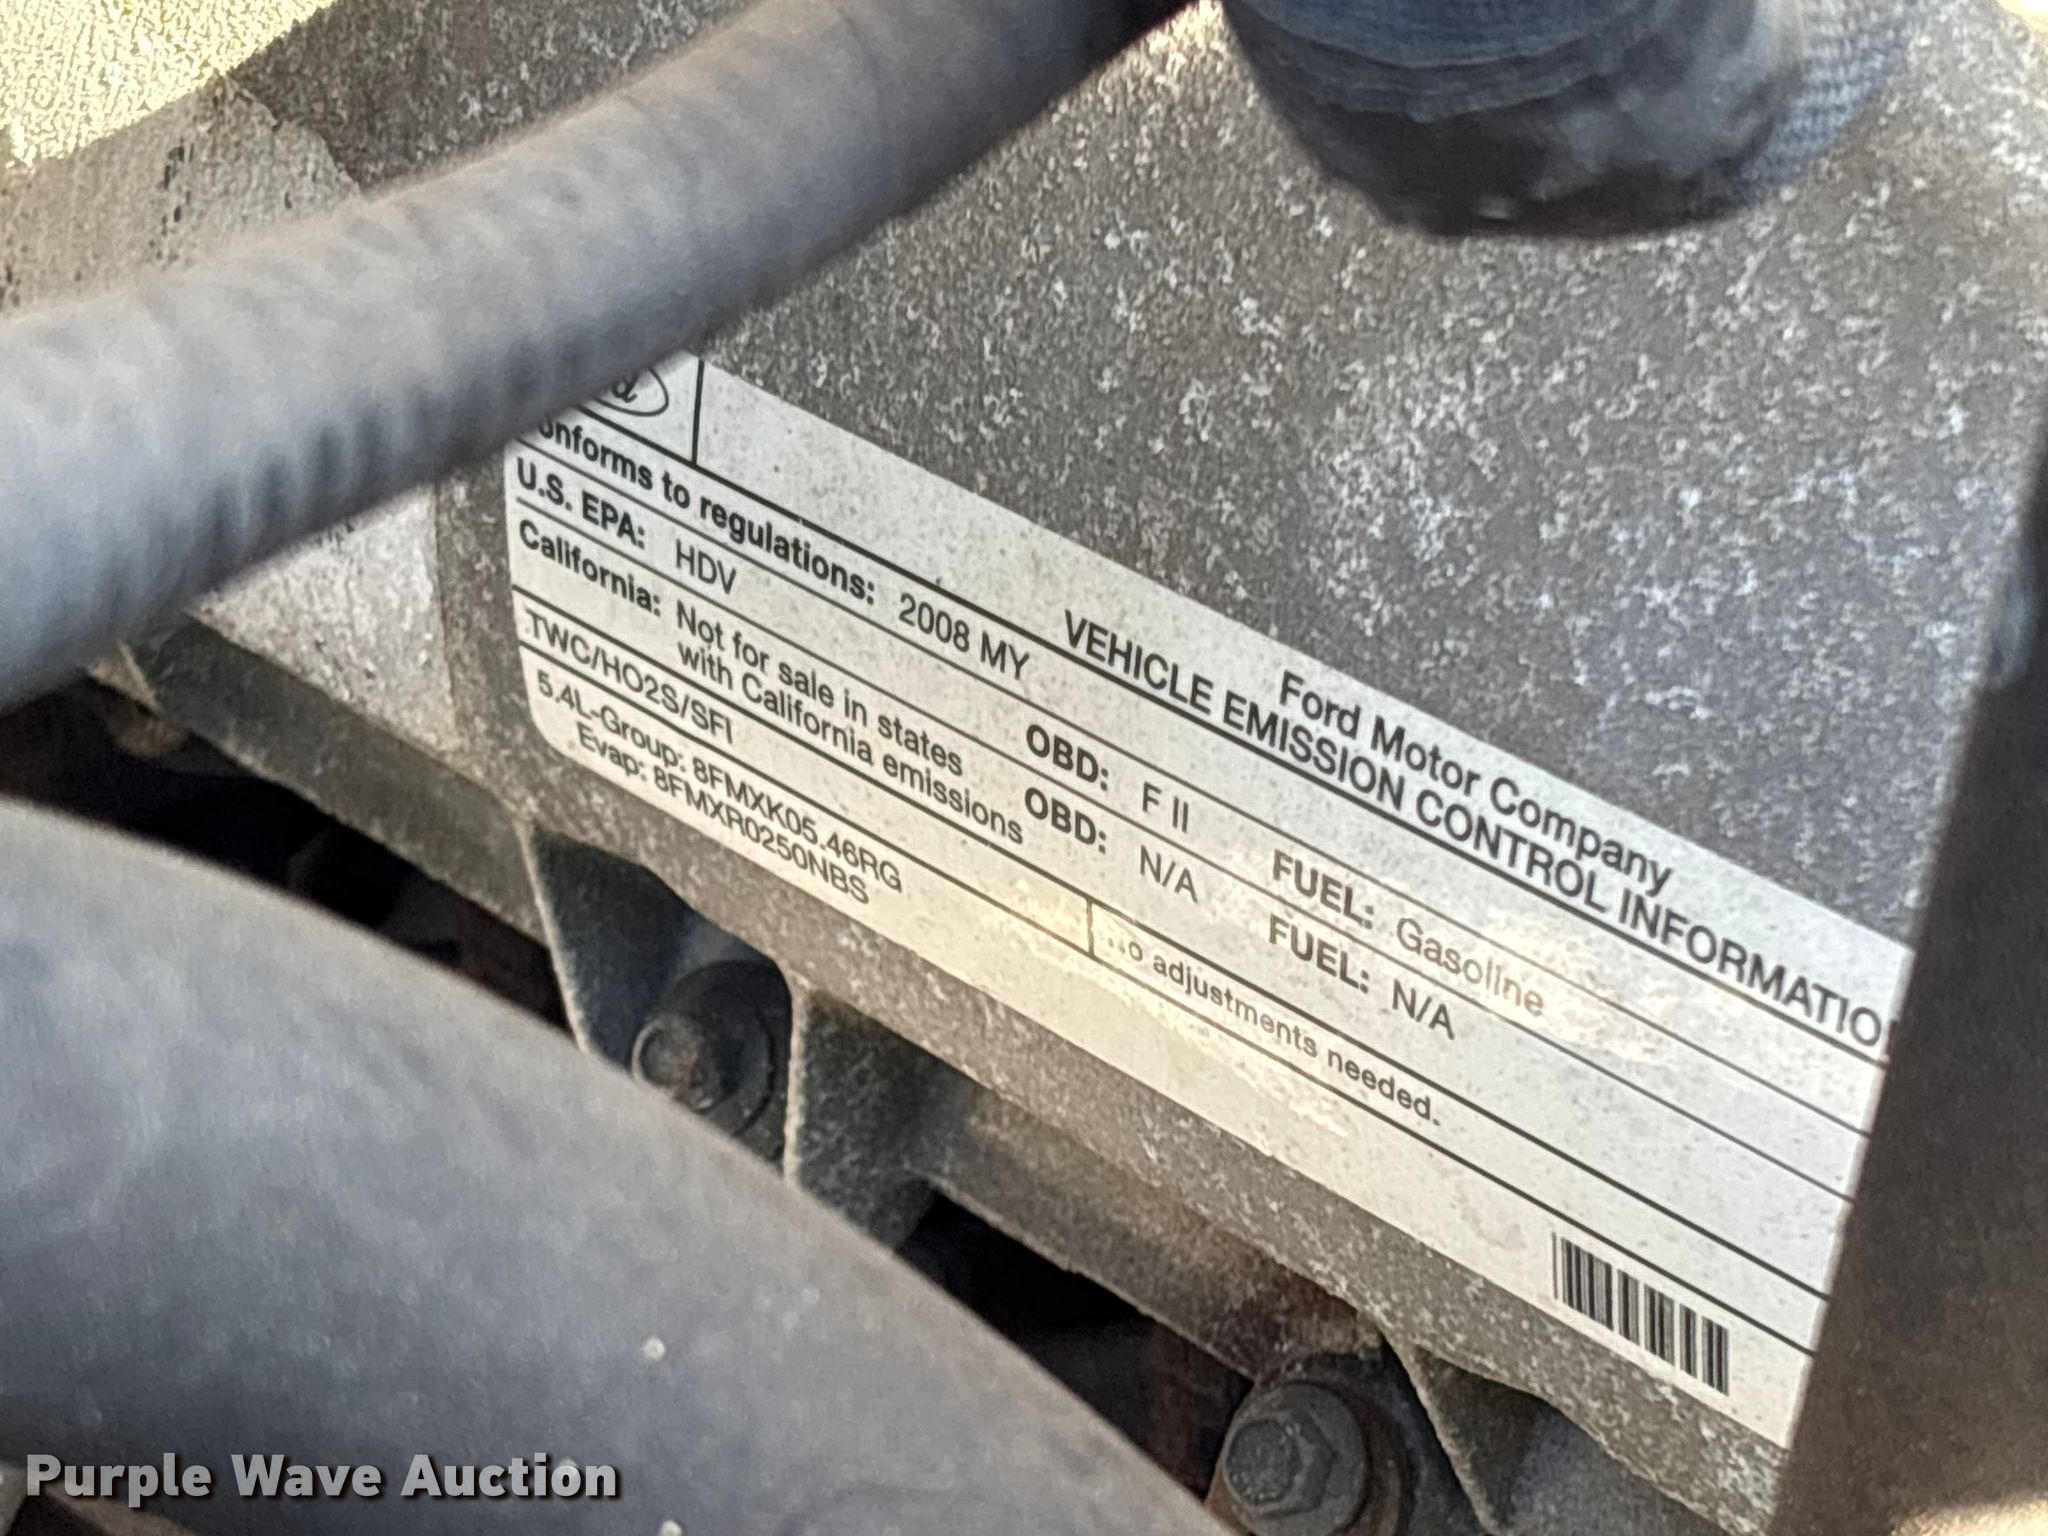 Ford Motor Company
VEHICLE EMISSION CONTROL INFORMATIO
onforms to regulations: 2008 MY
U.S. EPA: HDV OBD: F II FUEL: Gasoline
California: Not for sale in states OBD: N/A FUEL: N/A
with California emissions
TWC/HO2S/SFI No adjustments needed.
5.4L-Group: 8FMXK05.46RG
Evap: 8FMXR0250NBS
Purple Wave Auction